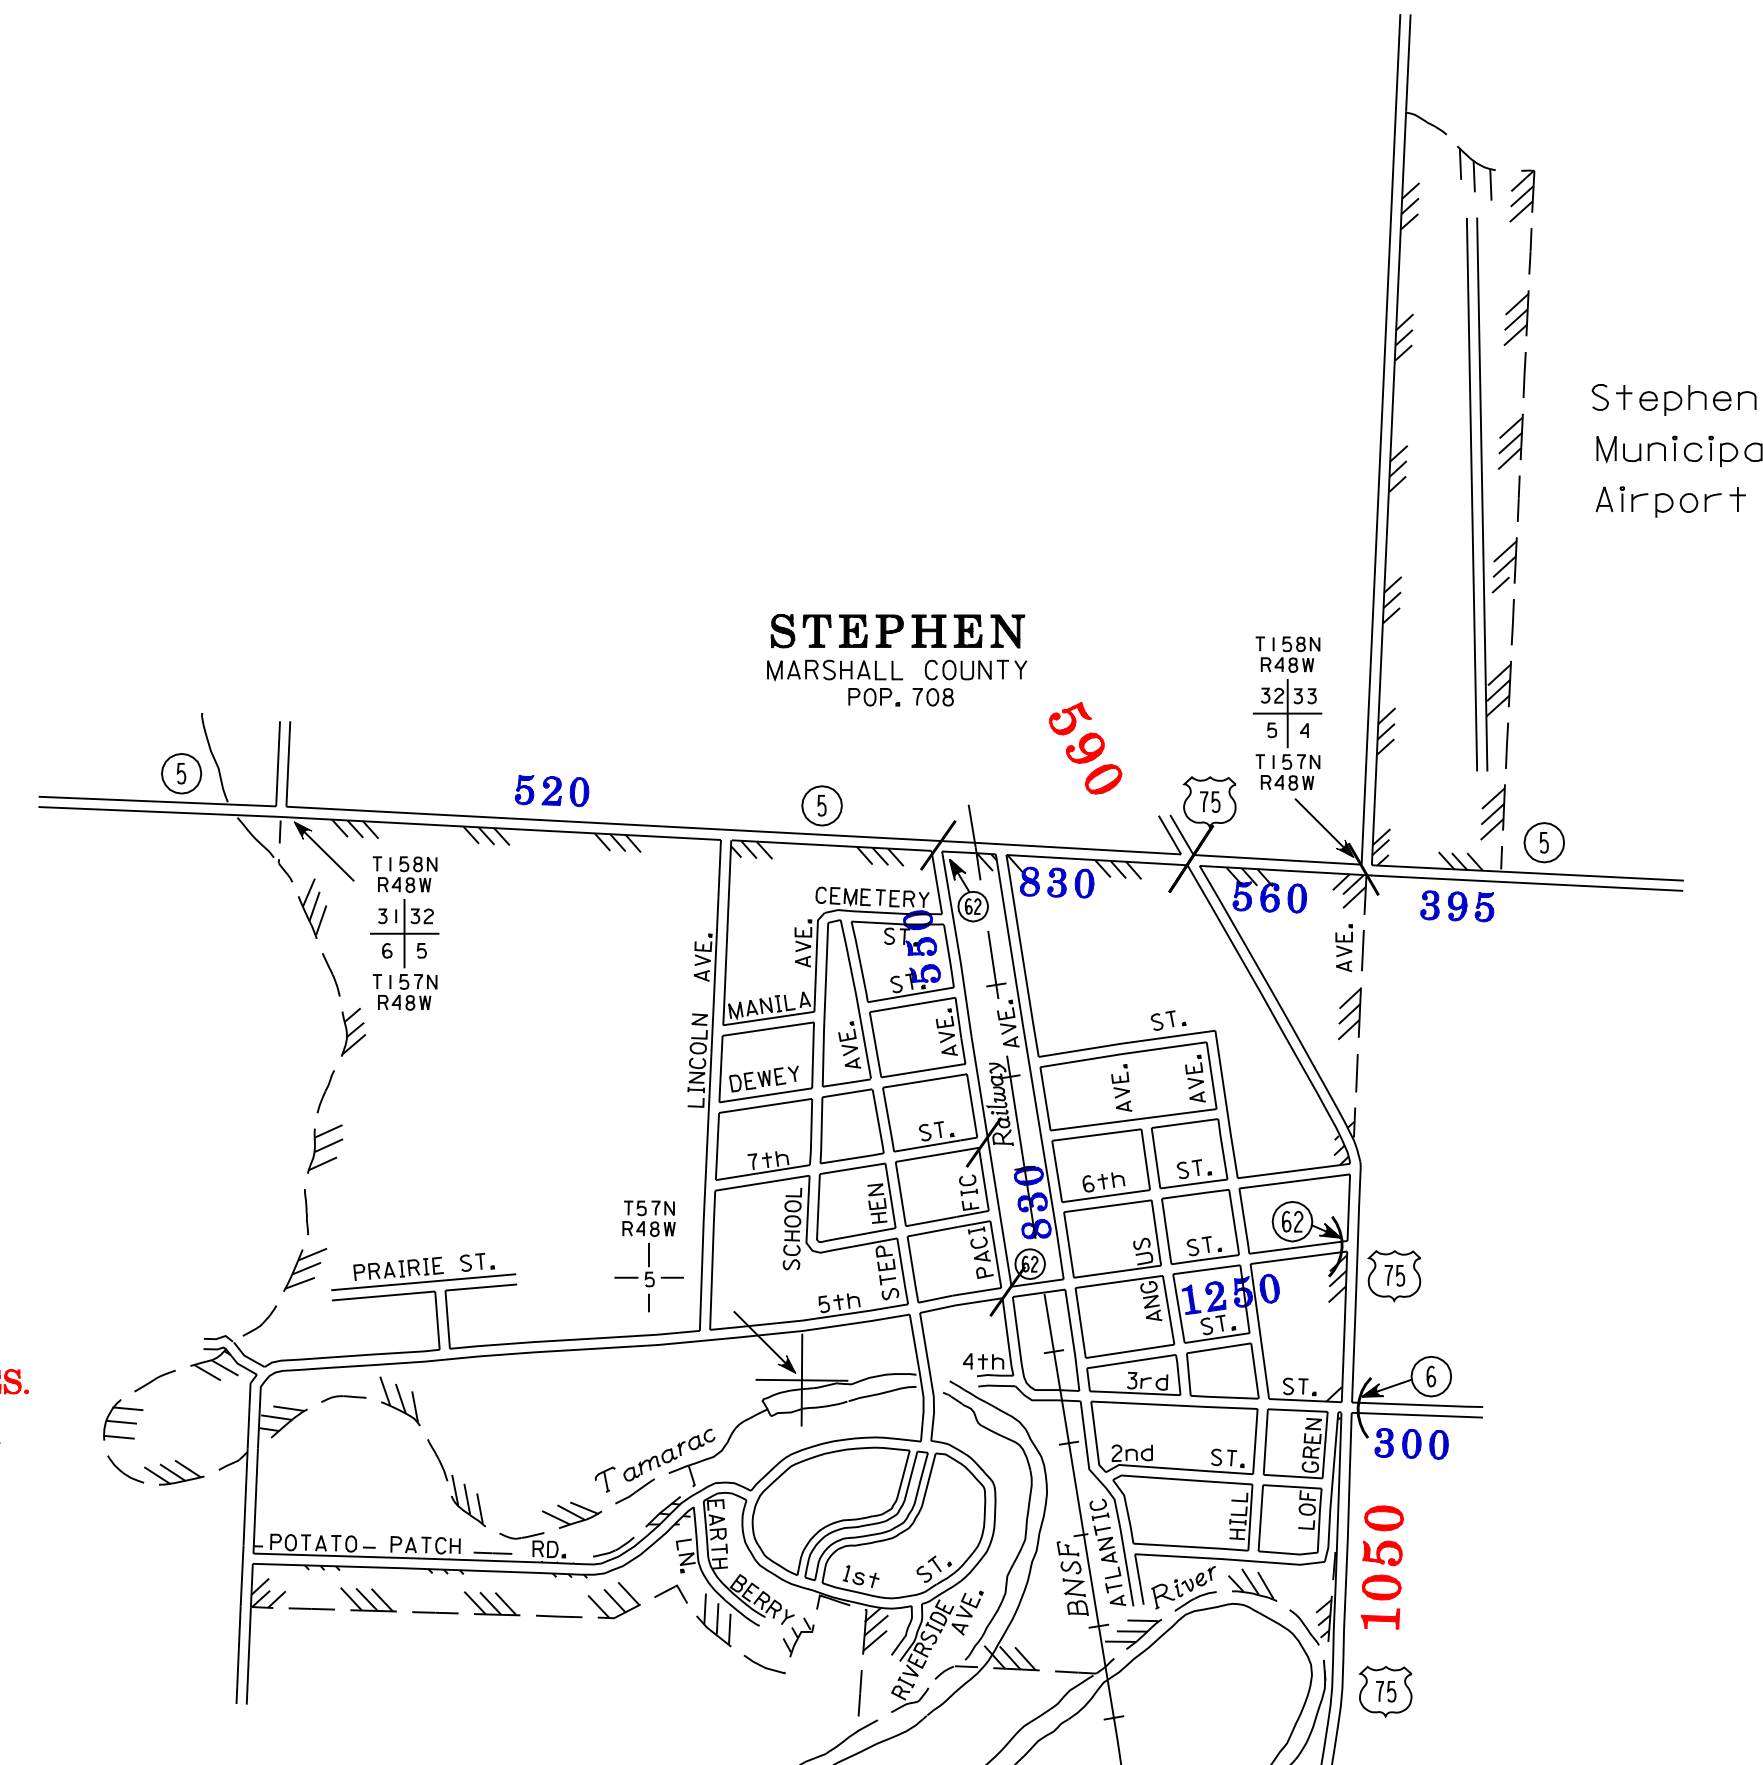 Stephen
Municipa
Airport
STEPHEN
MARSHALL COUNTY
POP. 708
590
T158N
R48W
32 33
5 4
T157N
R48W
75
5
520
5
5
T158N
R48W
31 32
6 5
T157N
R48W
62
830
560
395
CEMETERY
ST.
550
ST.
AVE.
AVE.
AVE.
MANILA
LINCOLN
AVE.
AVE.
AVE.
AVE.
ST.
DEWEY
Railway
AVE.
AVE.
ST.
7th
6th
ST.
T57N
R48W
5
SCHOOL
HEN
STEP
FIC
PACI
830
62
62
PRAIRIE ST.
5th
ANG US
ST.
1250
ST.
75
4th
3rd
ST.
6
300
S.
Tamarac
2nd
ST.
GREN
LOF
HILL
ATLANTIC
BNSF
1050
POTATO-PATCH RD.
EARTH
BERRY
LN.
1st
ST.
RIVERSIDE
AVE.
River
75